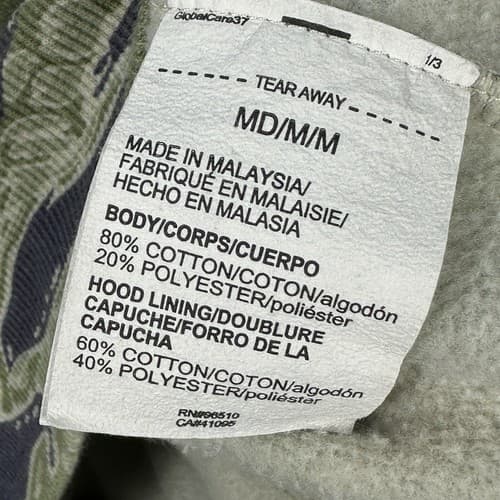 GlobalCare37
1/3
TEAR AWAY
MD/M/M
MADE IN MALAYSIA/
FABRIQUÉ EN MALAISIE/
HECHO EN MALASIA
BODY/CORPS/CUERPO
80% COTTON/COTON/algodón
20% POLYESTER/poliéster
HOOD LINING/DOUBLURE
CAPUCHE/FORRO DE LA
CAPUCHA
60% COTTON/COTON/algodón
40% POLYESTER/poliéster
RN#96510
CA#41095